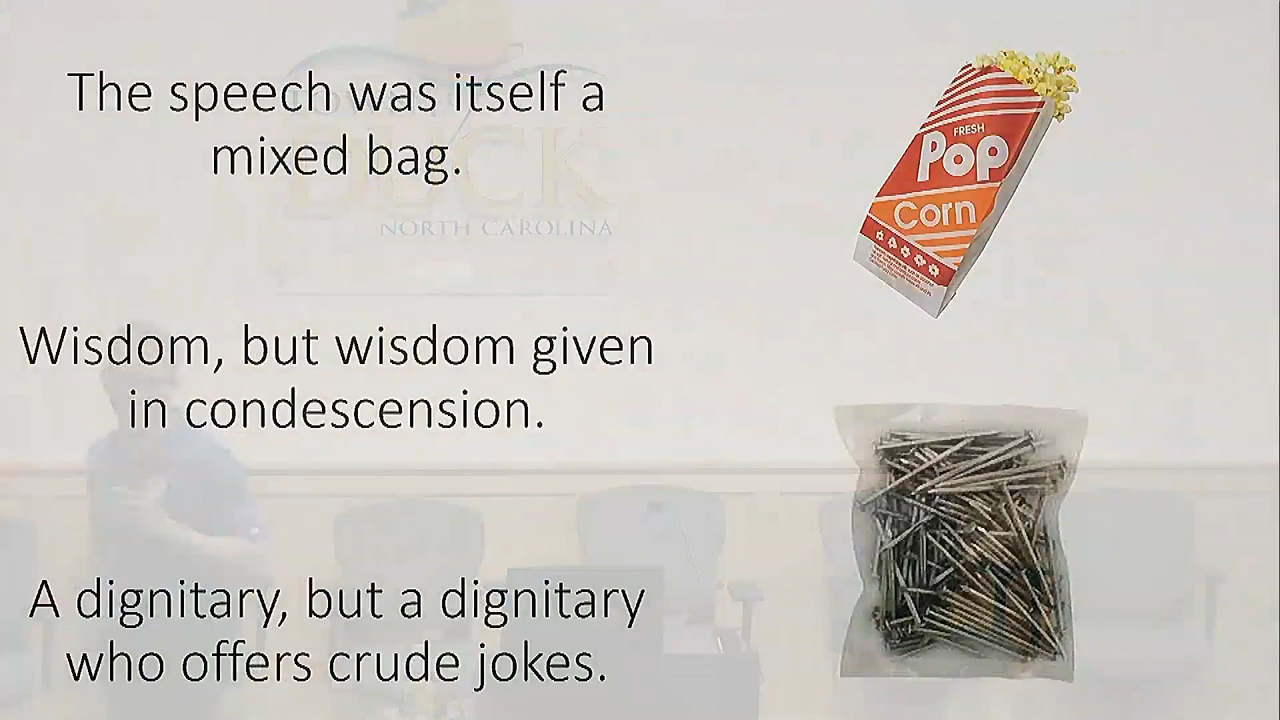 The speech was itself a
mixed bag.
DUCK
NORTH CAROLINA
FRESH
Pop
Corn
Wisdom, but wisdom given
in condescension.
A dignitary, but a dignitary
who offers crude jokes.